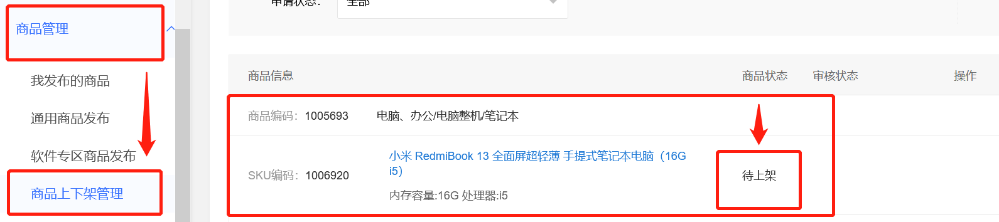 申请状态：
全部
商品管理
我发布的商品
通用商品发布
软件专区商品发布
商品上下架管理
商品信息 商品状态 审核状态 操作
商品编码：1005693 电脑、办公/电脑整机/笔记本
小米 RedmiBook 13 全面屏超轻薄 手提式笔记本电脑（16G
i5）
SKU编码：1006920
待上架
内存容量:16G 处理器:i5